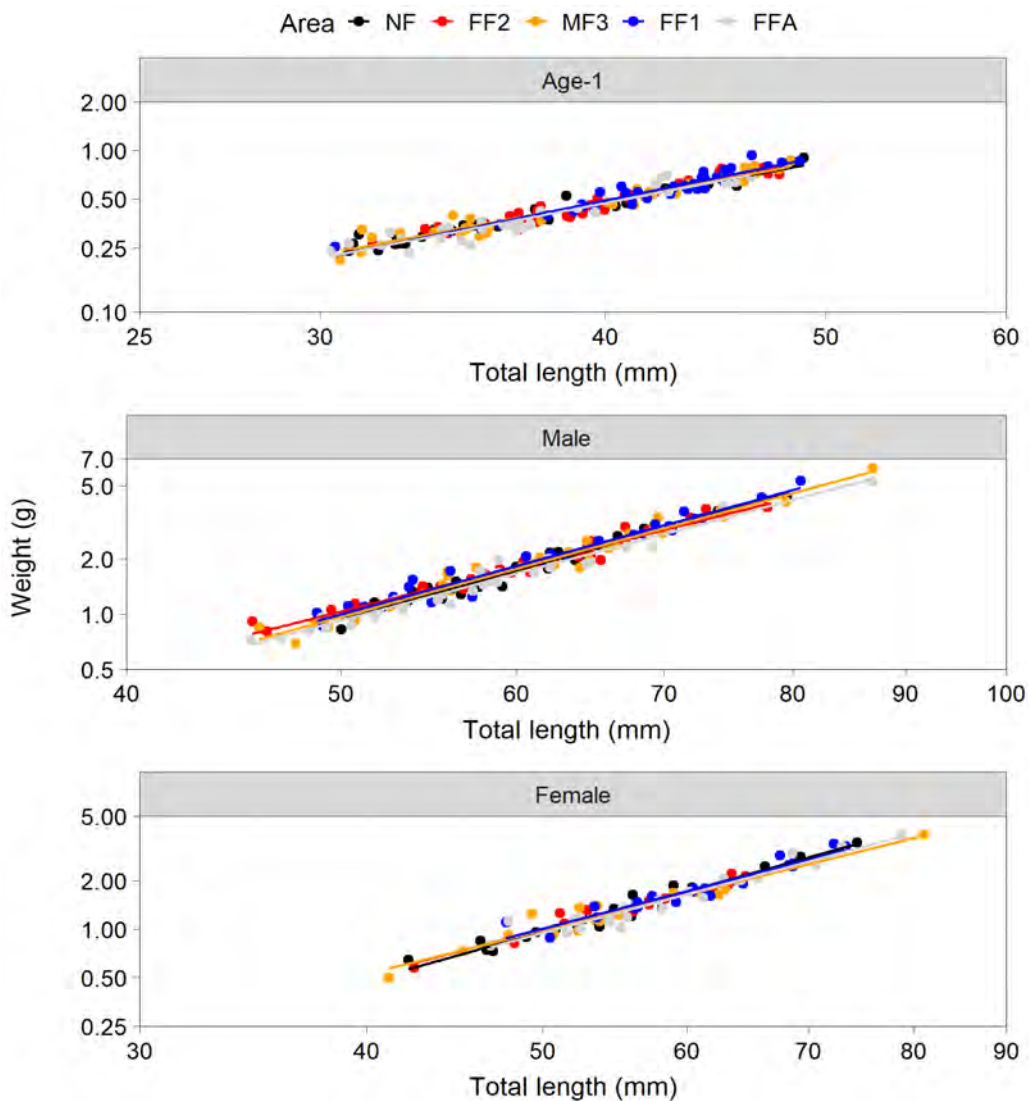 Area NF FF2 MF3 FF1 FFA
Age-1
2.00
1.00
0.50
0.25
0.10
25 30 40 50 60
Total length (mm)
Male
7.0
5.0
2.0
1.0
0.5
40 50 60 70 80 90 100
Total length (mm)
Weight (g)
Female
5.00
2.00
1.00
0.50
0.25
30 40 50 60 70 80 90
Total length (mm)